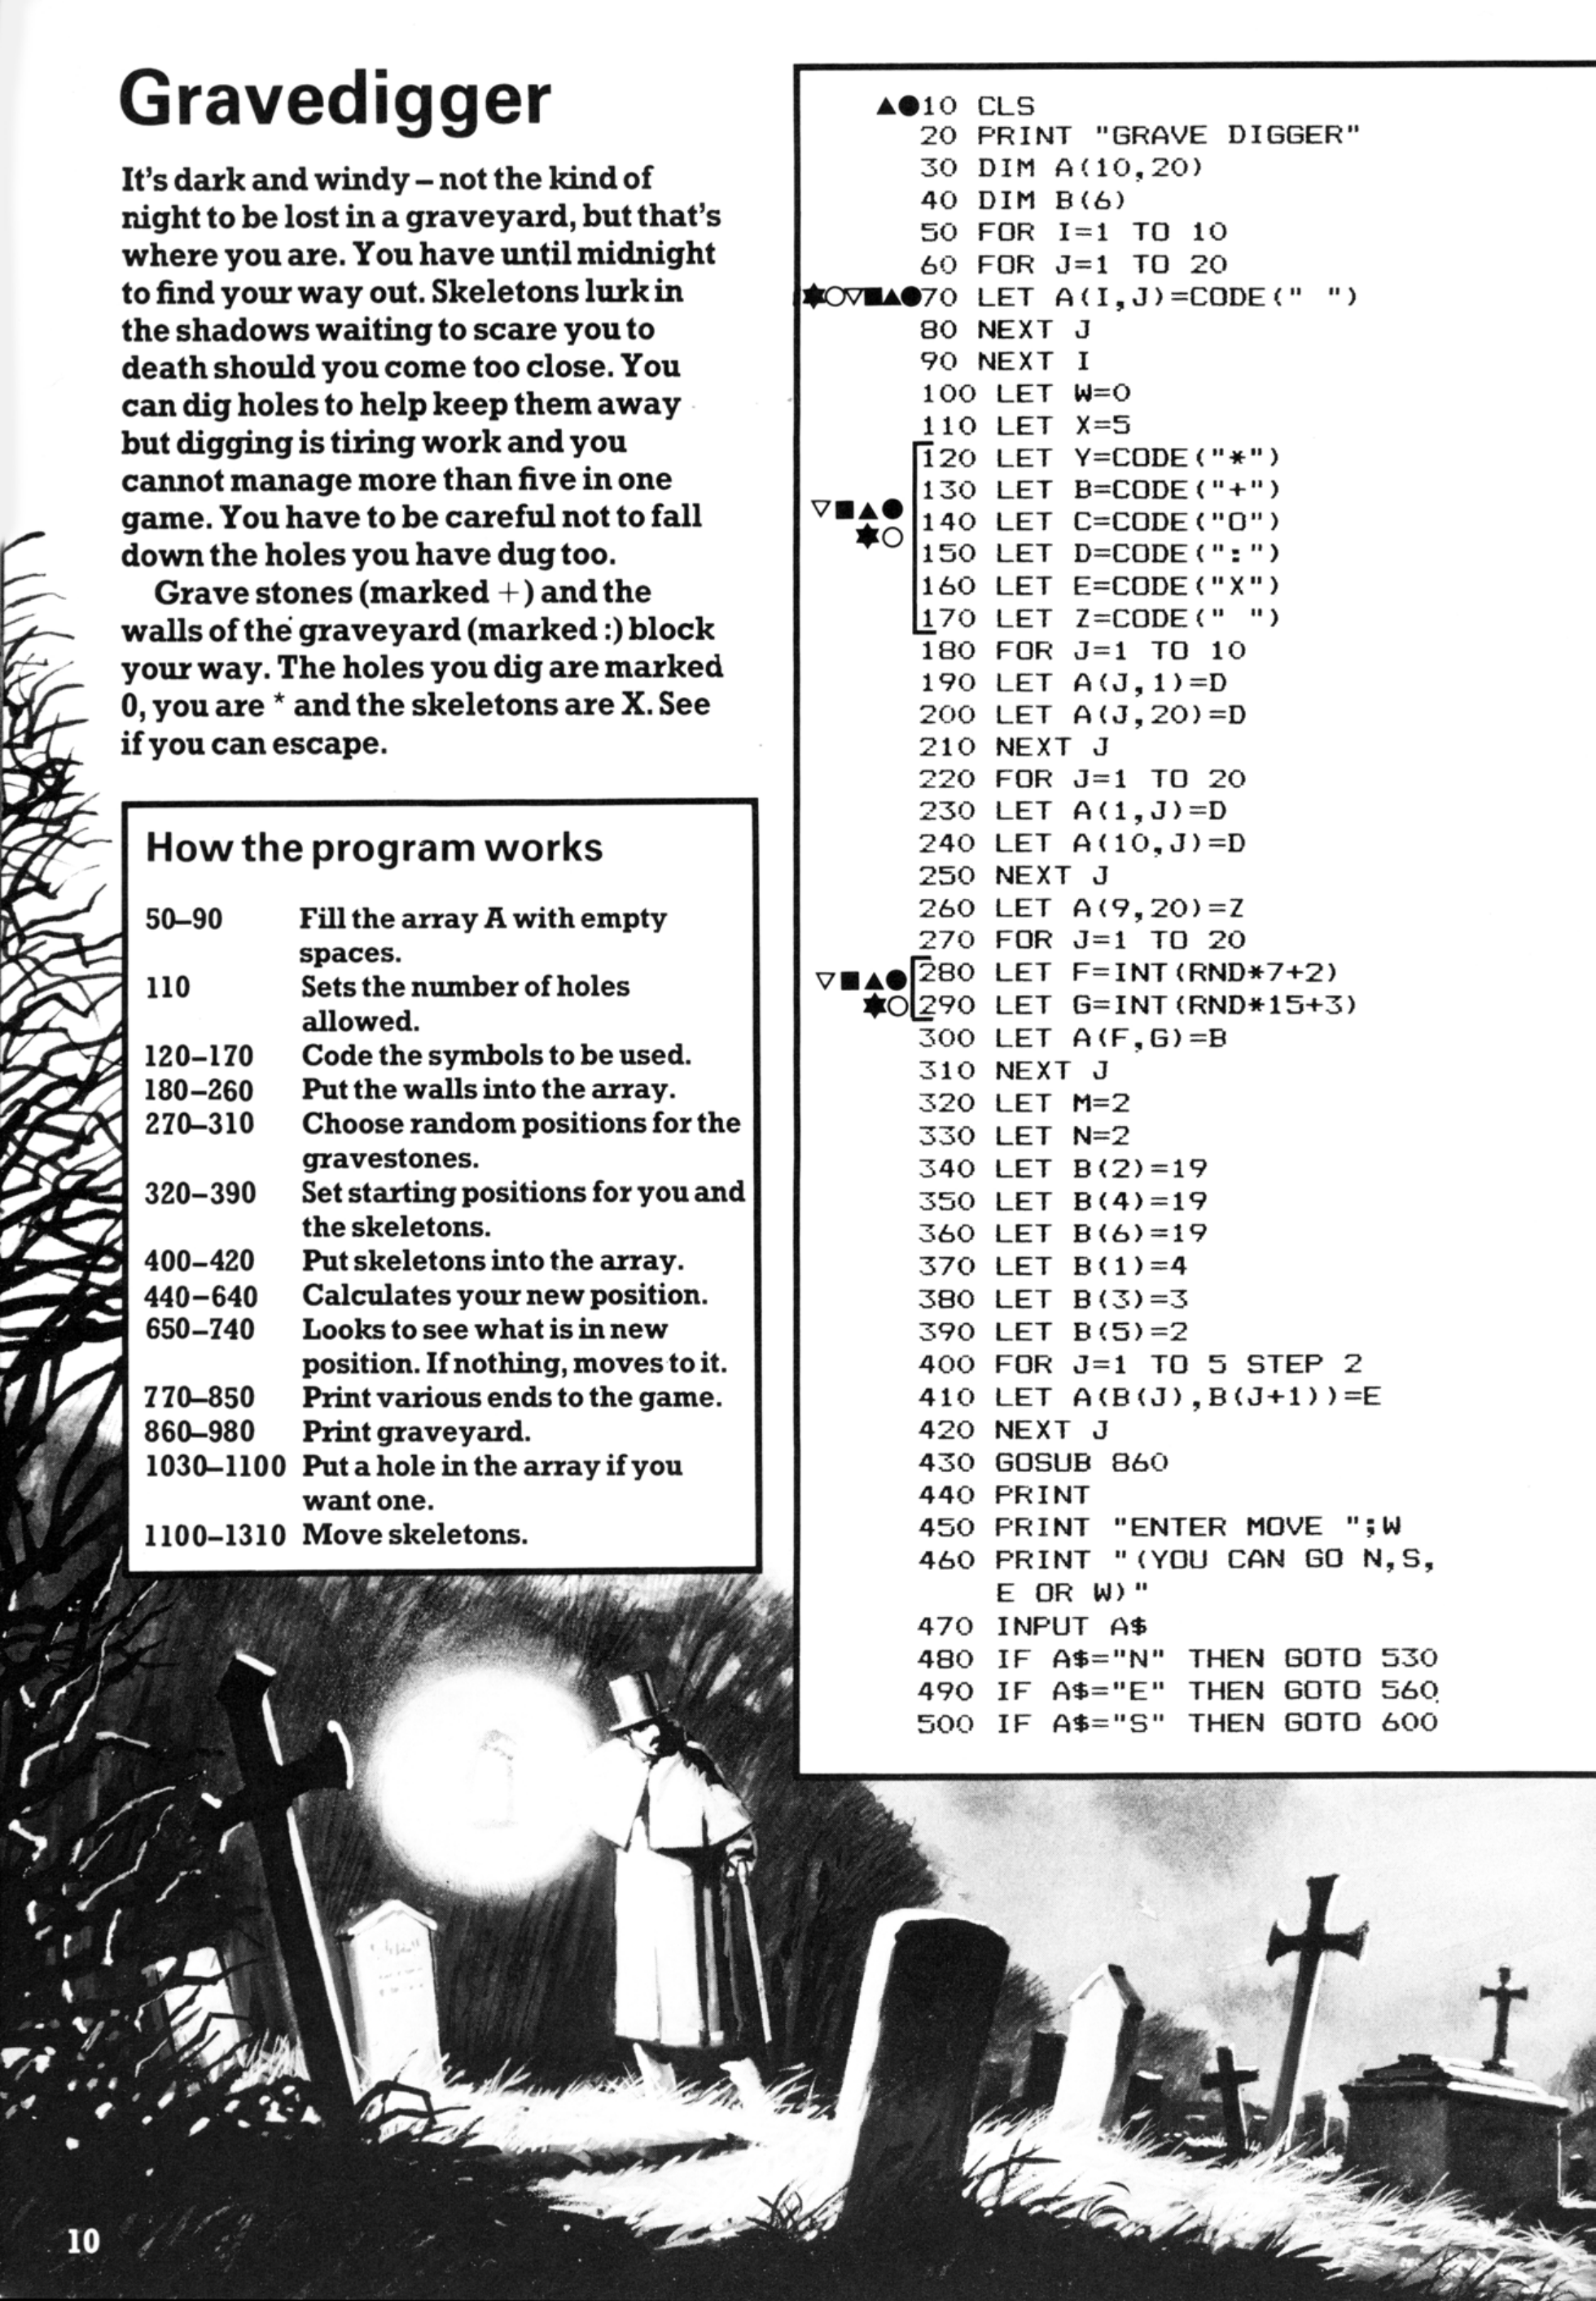 Gravedigger
It's dark and windy – not the kind of
night to be lost in a graveyard, but that's
where you are. You have until midnight
to find your way out. Skeletons lurk in
the shadows waiting to scare you to
death should you come too close. You
can dig holes to help keep them away
but digging is tiring work and you
cannot manage more than five in one
game. You have to be careful not to fall
down the holes you have dug too.
Grave stones (marked +) and the
walls of the graveyard (marked :) block
your way. The holes you dig are marked
0, you are * and the skeletons are X. See
if you can escape.
How the program works
50–90 Fill the array A with empty
spaces.
110 Sets the number of holes
allowed.
120–170 Code the symbols to be used.
180–260 Put the walls into the array.
270–310 Choose random positions for the
gravestones.
320–390 Set starting positions for you and
the skeletons.
400–420 Put skeletons into the array.
440–640 Calculates your new position.
650–740 Looks to see what is in new
position. If nothing, moves to it.
770–850 Print various ends to the game.
860–980 Print graveyard.
1030–1100 Put a hole in the array if you
want one.
1100–1310 Move skeletons.
▲●10 CLS
20 PRINT "GRAVE DIGGER"
30 DIM A(10,20)
40 DIM B(6)
50 FOR I=1 TO 10
60 FOR J=1 TO 20
★○▽■▲●70 LET A(I,J)=CODE(" ")
80 NEXT J
90 NEXT I
100 LET W=0
110 LET X=5
120 LET Y=CODE("*")
130 LET B=CODE("+")
▽■▲● 140 LET C=CODE("O")
★○ 150 LET D=CODE(":")
160 LET E=CODE("X")
170 LET Z=CODE(" ")
180 FOR J=1 TO 10
190 LET A(J,1)=D
200 LET A(J,20)=D
210 NEXT J
220 FOR J=1 TO 20
230 LET A(1,J)=D
240 LET A(10,J)=D
250 NEXT J
260 LET A(9,20)=Z
270 FOR J=1 TO 20
▽■▲● 280 LET F=INT(RND*7+2)
★○ 290 LET G=INT(RND*15+3)
300 LET A(F,G)=B
310 NEXT J
320 LET M=2
330 LET N=2
340 LET B(2)=19
350 LET B(4)=19
360 LET B(6)=19
370 LET B(1)=4
380 LET B(3)=3
390 LET B(5)=2
400 FOR J=1 TO 5 STEP 2
410 LET A(B(J),B(J+1))=E
420 NEXT J
430 GOSUB 860
440 PRINT
450 PRINT "ENTER MOVE ";W
460 PRINT "(YOU CAN GO N,S,
E OR W)"
470 INPUT A$
480 IF A$="N" THEN GOTO 530
490 IF A$="E" THEN GOTO 560
500 IF A$="S" THEN GOTO 600
10